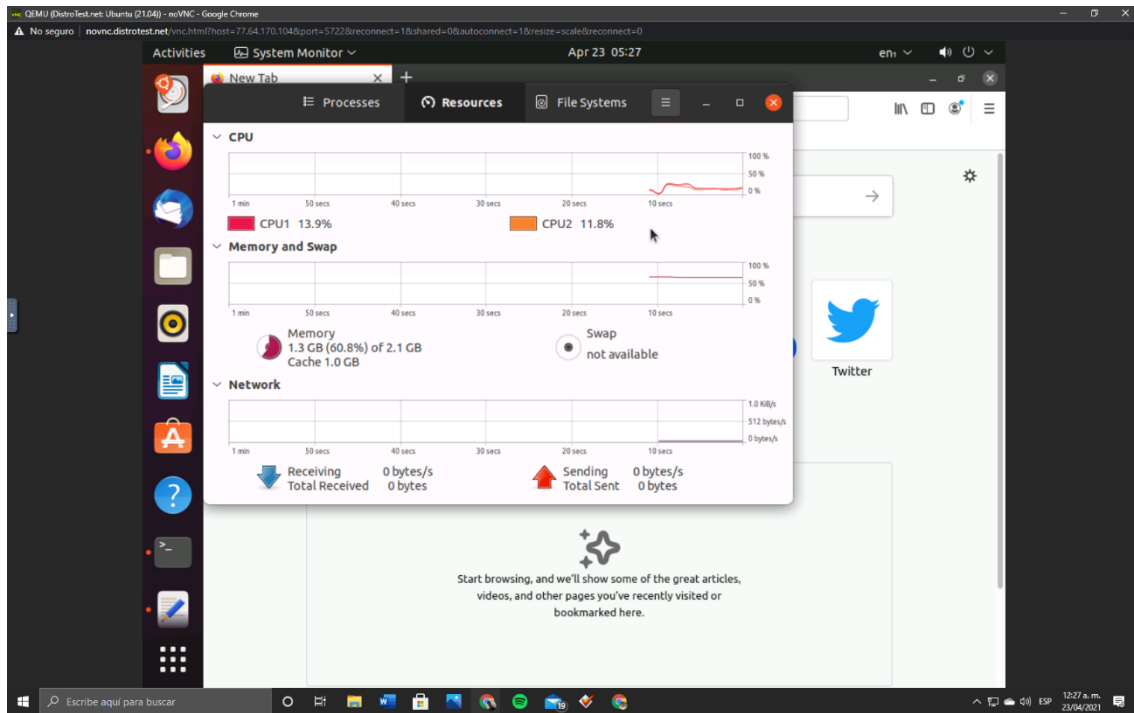 QEMU (DistroTest.net: Ubuntu (21.04)) - noVNC - Google Chrome
No seguro | novnc.distrotest.net/vnc.html?host=77.64.170.104&port=5722&reconnect=1&shared=0&autoconnect=1&resize=scale&reconnect=0
Activities System Monitor Apr 23 05:27 en₁
New Tab
Processes Resources File Systems
CPU
100 %
50 %
0 %
1 min 50 secs 40 secs 30 secs 20 secs 10 secs
CPU1 13.9% CPU2 11.8%
Memory and Swap
100 %
50 %
0 %
1 min 50 secs 40 secs 30 secs 20 secs 10 secs
Memory
1.3 GB (60.8%) of 2.1 GB
Cache 1.0 GB
Swap
not available
Twitter
Network
1.0 KiB/s
512 bytes/s
0 bytes/s
1 min 50 secs 40 secs 30 secs 20 secs 10 secs
Receiving 0 bytes/s
Total Received 0 bytes
Sending 0 bytes/s
Total Sent 0 bytes
Start browsing, and we'll show some of the great articles,
videos, and other pages you've recently visited or
bookmarked here.
Escribe aquí para buscar
19
ESP
12:27 a. m.
23/04/2021